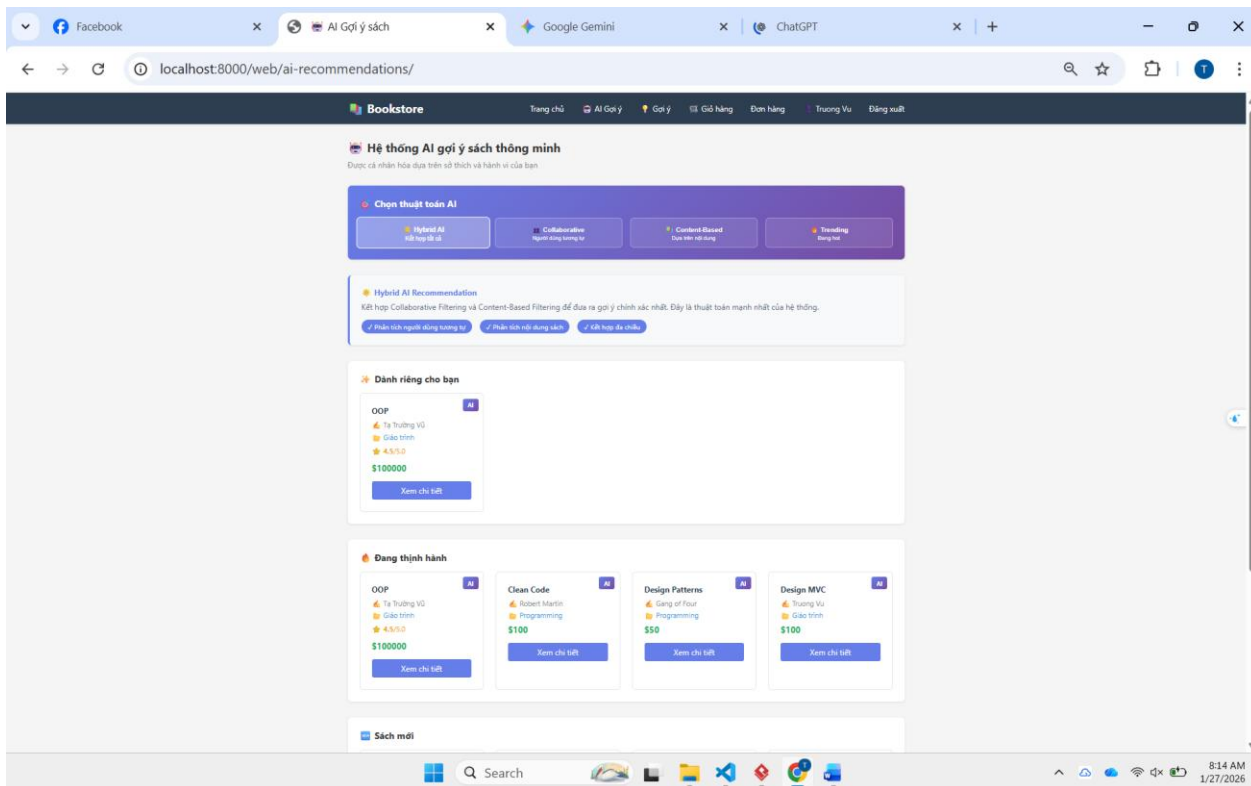 Facebook
AI Gợi ý sách
Google Gemini
ChatGPT
localhost:8000/web/ai-recommendations/
T
Bookstore
Trang chủ AI Gợi ý Gợi ý Giỏ hàng Đơn hàng Truong Vu Đăng xuất
Hệ thống AI gợi ý sách thông minh
Được cá nhân hóa dựa trên sở thích và hành vi của bạn
Chọn thuật toán AI
Hybrid AI
Kết hợp tất cả
Collaborative
Người dùng tương tự
Content-Based
Dựa trên nội dung
Trending
Đang hot
Hybrid AI Recommendation
Kết hợp Collaborative Filtering và Content-Based Filtering để đưa ra gợi ý chính xác nhất. Đây là thuật toán mạnh nhất của hệ thống.
✓ Phân tích người dùng tương tự ✓ Phân tích nội dung sách ✓ Kết hợp đa chiều
Dành riêng cho bạn
AI
OOP
Tạ Trường Vũ
Giáo trình
4.5/5.0
$100000
Xem chi tiết
Đang thịnh hành
AI
OOP
Tạ Trường Vũ
Giáo trình
4.5/5.0
$100000
Xem chi tiết
AI
Clean Code
Robert Martin
Programming
$100
Xem chi tiết
AI
Design Patterns
Gang of Four
Programming
$50
Xem chi tiết
AI
Design MVC
Truong Vu
Giáo trình
$100
Xem chi tiết
Sách mới
Search
8:14 AM
1/27/2026